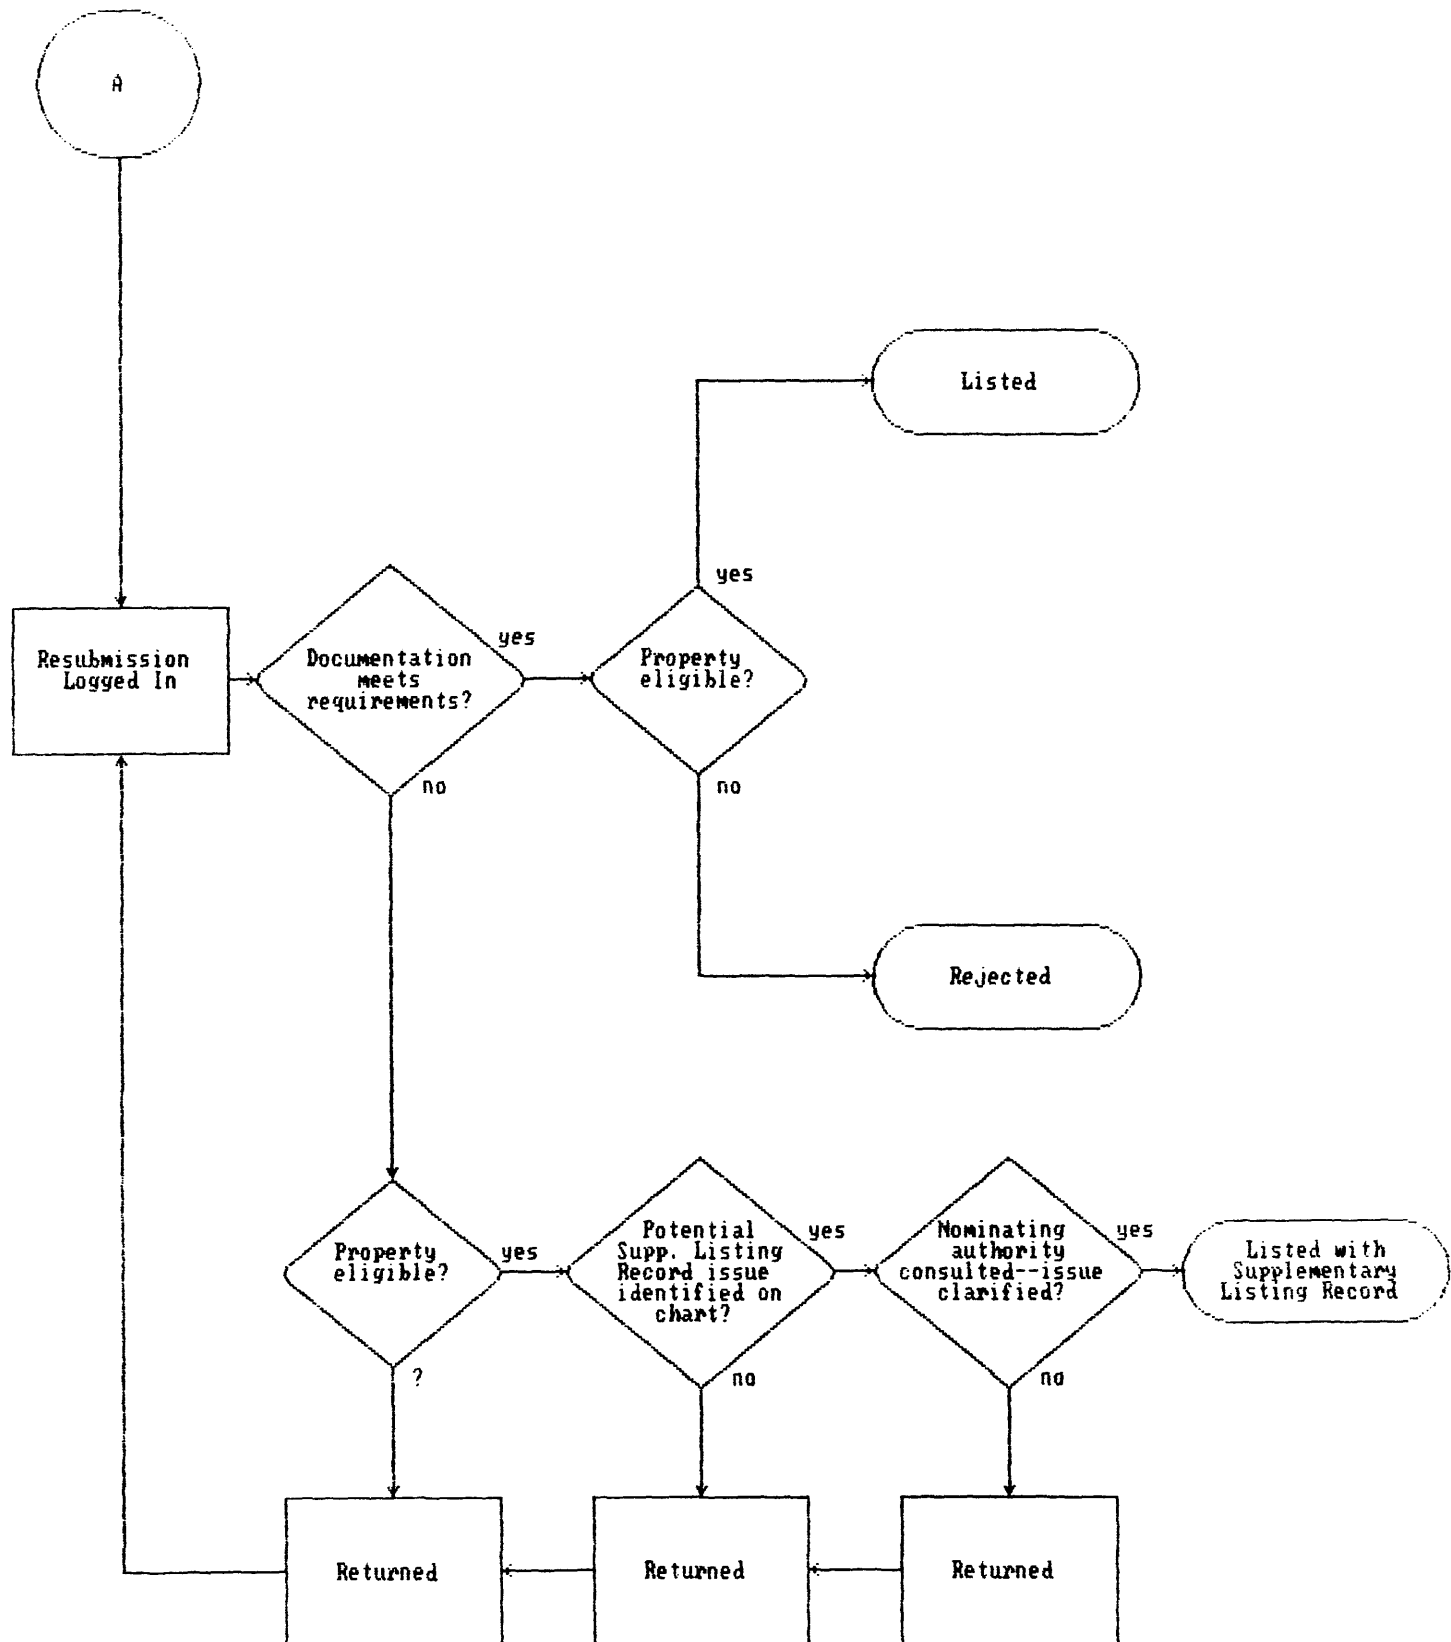 A
Listed
yes
Resubmission
Logged In
Documentation
meets
requirements?
yes
Property
eligible?
no
no
Rejected
Property
eligible?
yes
Potential
Supp. Listing
Record issue
identified on
chart?
yes
Nominating
authority
consulted--issue
clarified?
yes
Listed with
Supplementary
Listing Record
?
no
no
Returned
Returned
Returned